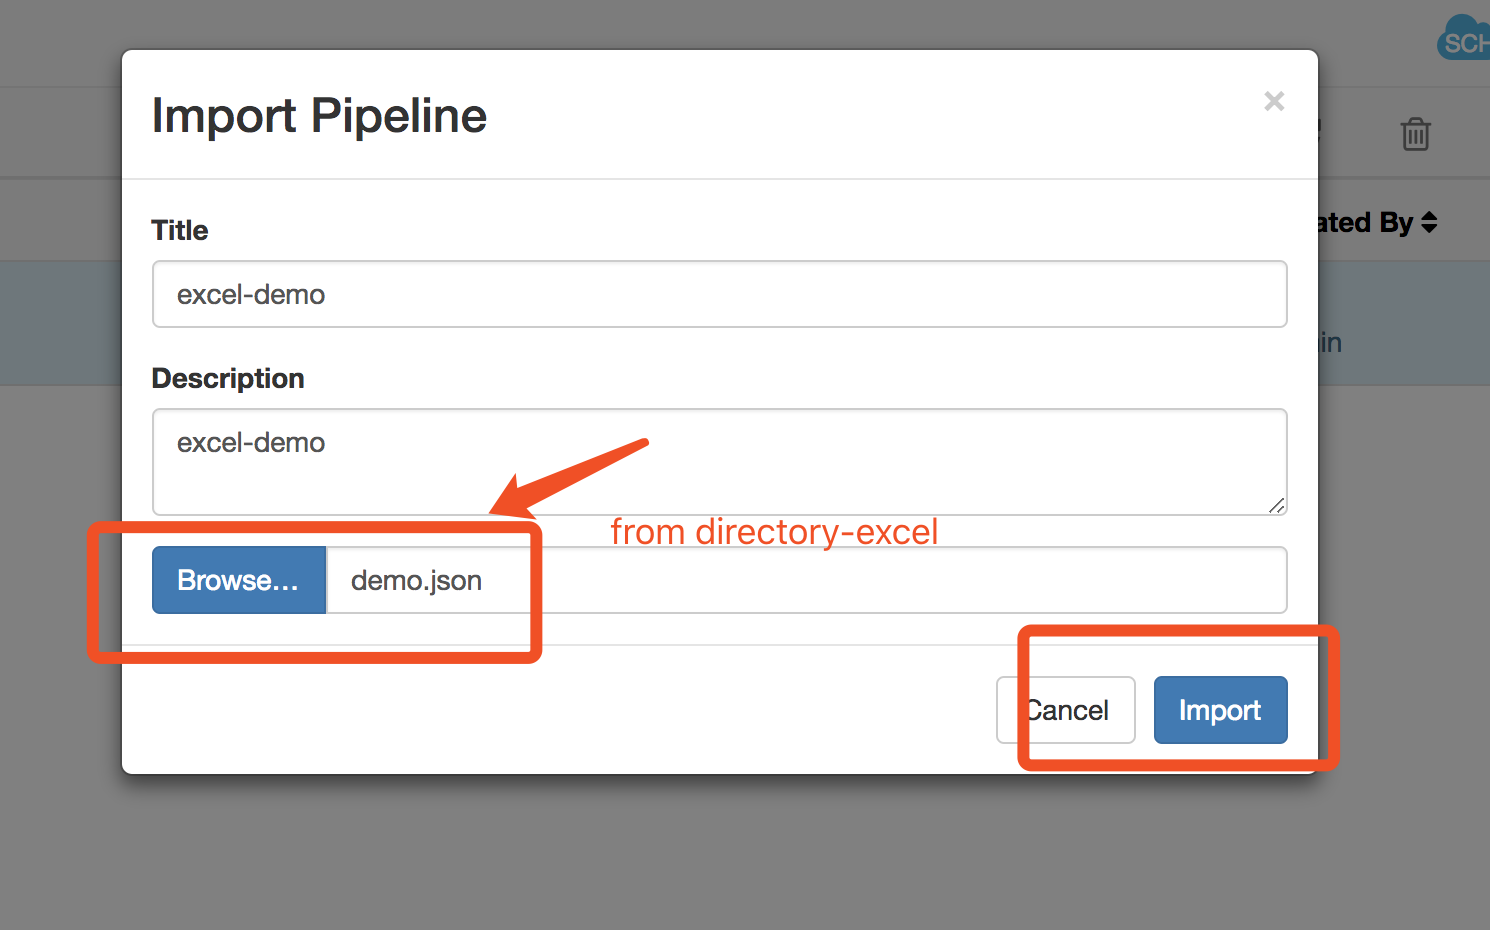 SCH
Import Pipeline
×
Title
ated By
excel-demo
in
Description
excel-demo
from directory-excel
Browse...
demo.json
Cancel
Import